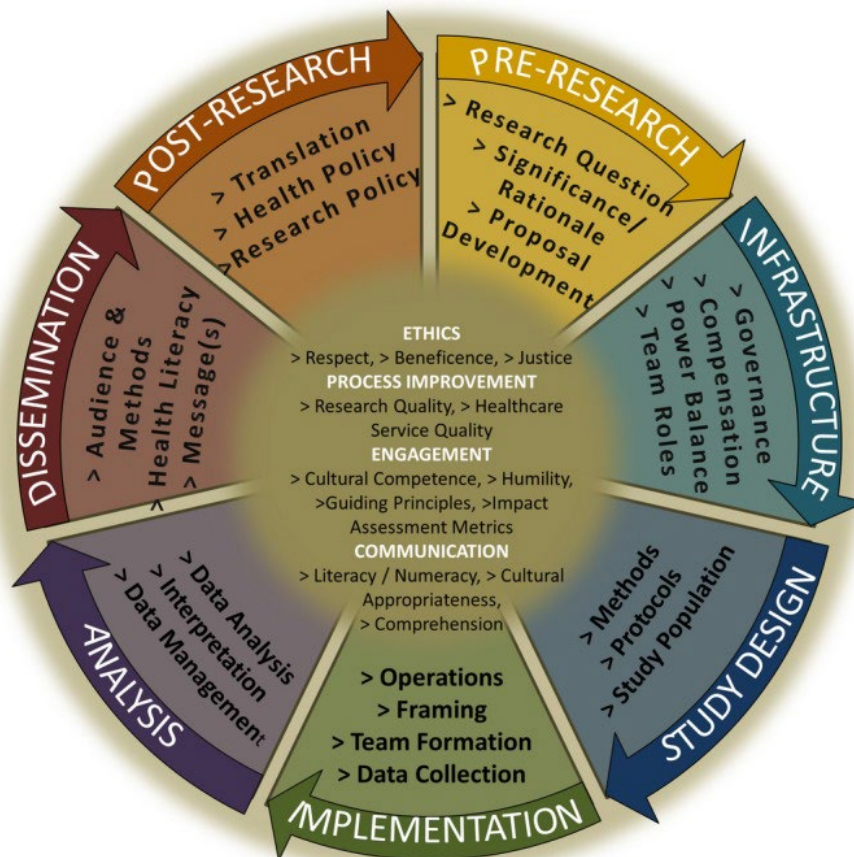 PRE-RESEARCH
> Research Question
> Significance/
Rationale
> Proposal
Development
INFRASTRUCTURE
> Governance
> Compensation
> Power Balance
> Team Roles
STUDY DESIGN
> Methods
> Protocols
> Study Population
IMPLEMENTATION
> Operations
> Framing
> Team Formation
> Data Collection
ANALYSIS
> Data Analysis
> Interpretation
> Data Management
DISSEMINATION
> Audience &
Methods
> Health Literacy
> Message(s)
POST-RESEARCH
> Translation
> Health Policy
>Research Policy
ETHICS
> Respect, > Beneficence, > Justice
PROCESS IMPROVEMENT
> Research Quality, > Healthcare
Service Quality
ENGAGEMENT
> Cultural Competence, > Humility,
>Guiding Principles, >Impact
Assessment Metrics
COMMUNICATION
> Literacy / Numeracy, > Cultural
Appropriateness,
> Comprehension